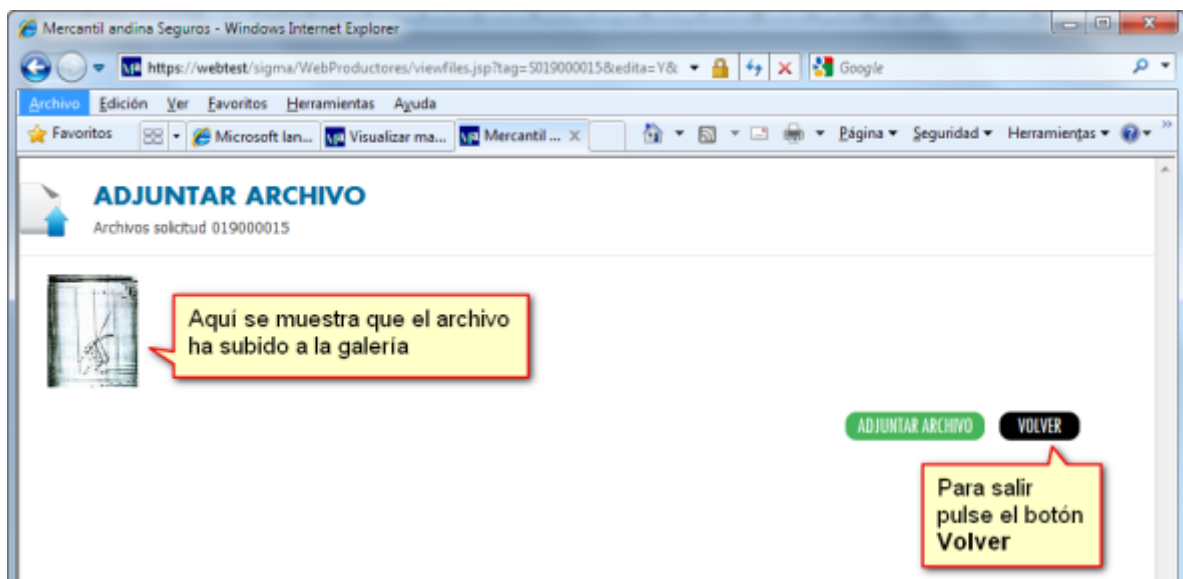 Mercantil andina Seguros - Windows Internet Explorer
https://webtest/sigma/WebProductores/viewfiles.jsp?tag=S019000015&edita=Y& Google
Archivo Edición Ver Favoritos Herramientas Ayuda
Favoritos Microsoft lan... Visualizar ma... Mercantil ... Página Seguridad Herramientas
ADJUNTAR ARCHIVO
Archivos solicitud 019000015
Aquí se muestra que el archivo
ha subido a la galería
ADJUNTAR ARCHIVO VOLVER
Para salir
pulse el botón
Volver